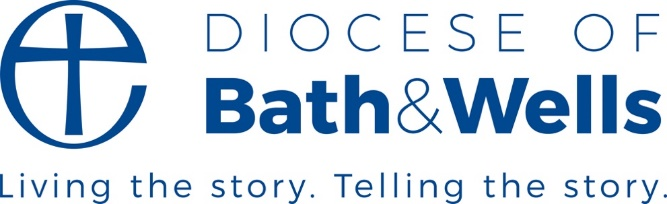 DIOCESE OF
Bath&Wells
Living the story. Telling the story.